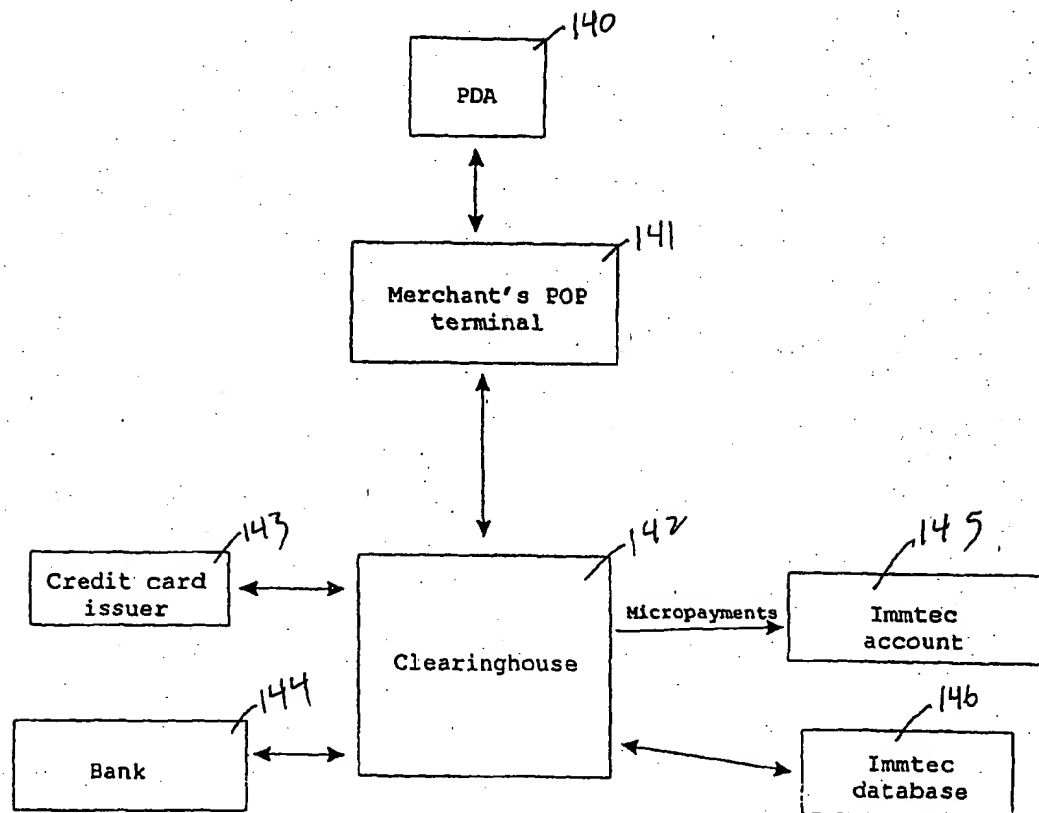 140
PDA
141
Merchant's POP
terminal
143
Credit card
issuer
142
Clearinghouse
Micropayments
145.
Immtec
account
144
Bank
146
Immtec
database